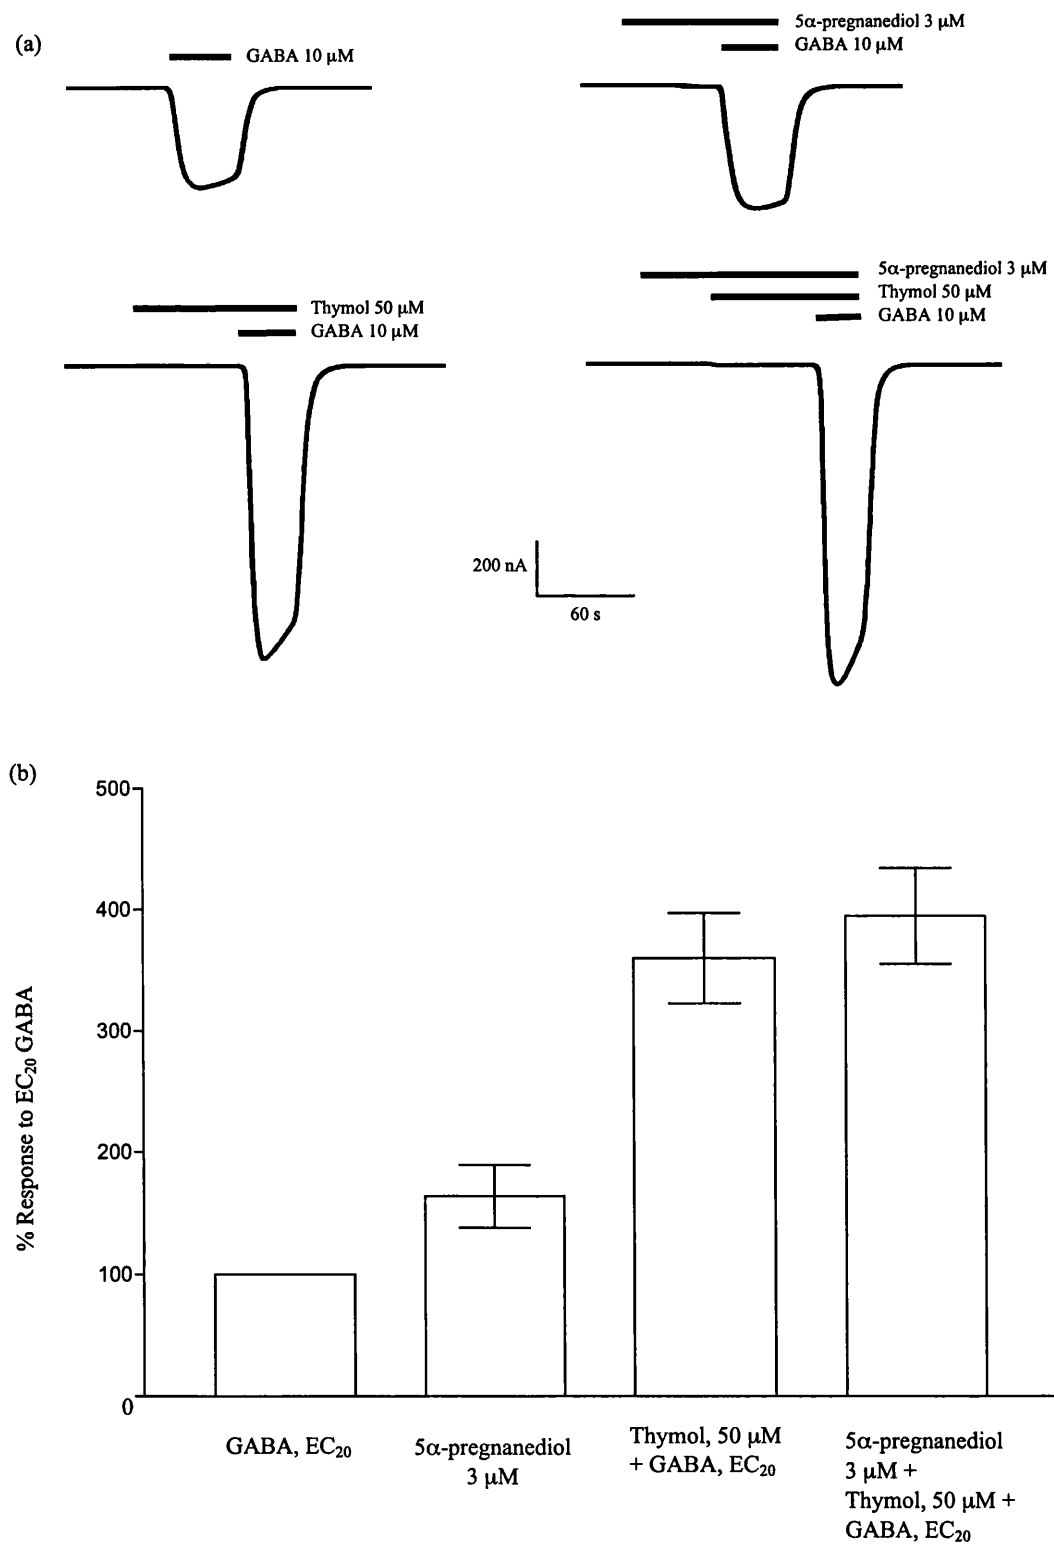 (a)
GABA 10 µM
5α-pregnanediol 3 µM
GABA 10 µM
Thymol 50 µM
GABA 10 µM
5α-pregnanediol 3 µM
Thymol 50 µM
GABA 10 µM
200 nA
60 s
(b)
% Response to EC20 GABA
500
400
300
200
100
0
GABA, EC20
5α-pregnanediol
3 µM
Thymol, 50 µM
+ GABA, EC20
5α-pregnanediol
3 µM +
Thymol, 50 µM +
GABA, EC20